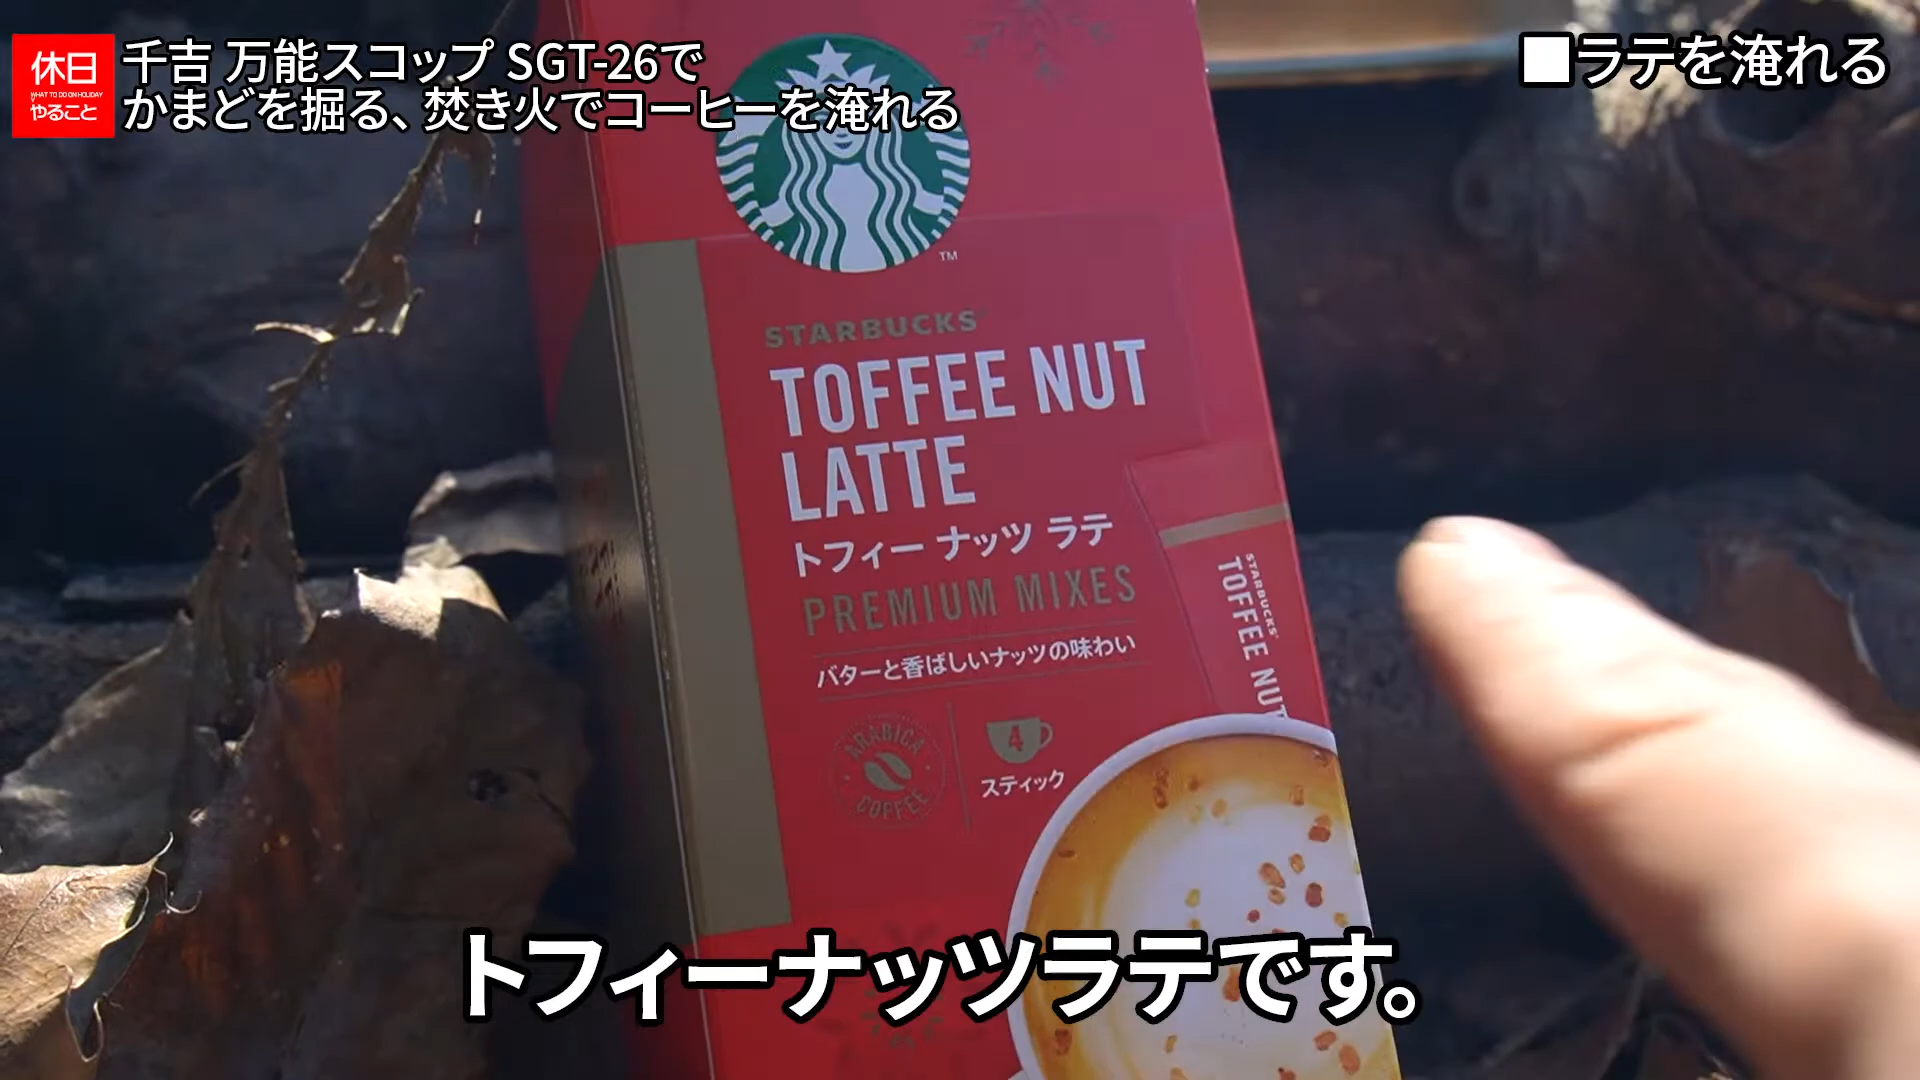 休日
WHAT TO DO ON HOLIDAY
やること
千吉 万能スコップ SGT-26で
かまどを掘る、焚き火でコーヒーを淹れる
■ラテを淹れる
TM
STARBUCKS
TOFFEE NUT
LATTE
トフィー ナッツ ラテ
PREMIUM MIXES
バターと香ばしいナッツの味わい
ARABICA
COFFEE
4
スティック
STARBUCKS
TOFFEE NUT
トフィーナッツラテです。